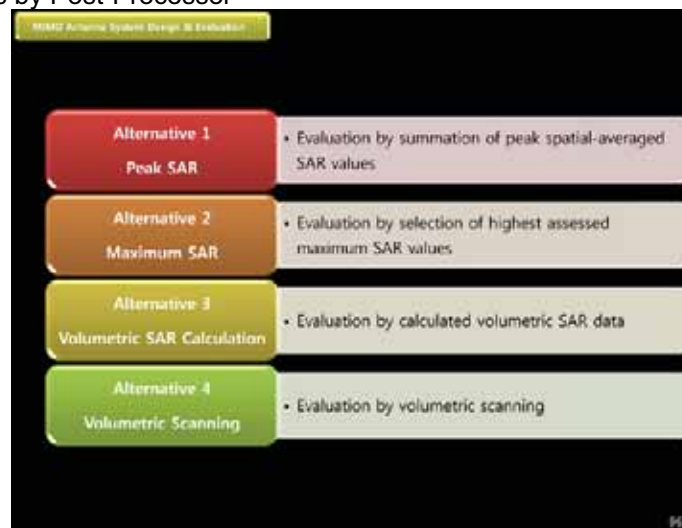 s by Post Processor
MIMO Antenna System Design & Evaluation
Alternative 1
Peak SAR
• Evaluation by summation of peak spatial-averaged
SAR values
Alternative 2
Maximum SAR
• Evaluation by selection of highest assessed
maximum SAR values
Alternative 3
Volumetric SAR Calculation
• Evaluation by calculated volumetric SAR data
Alternative 4
Volumetric Scanning
• Evaluation by volumetric scanning